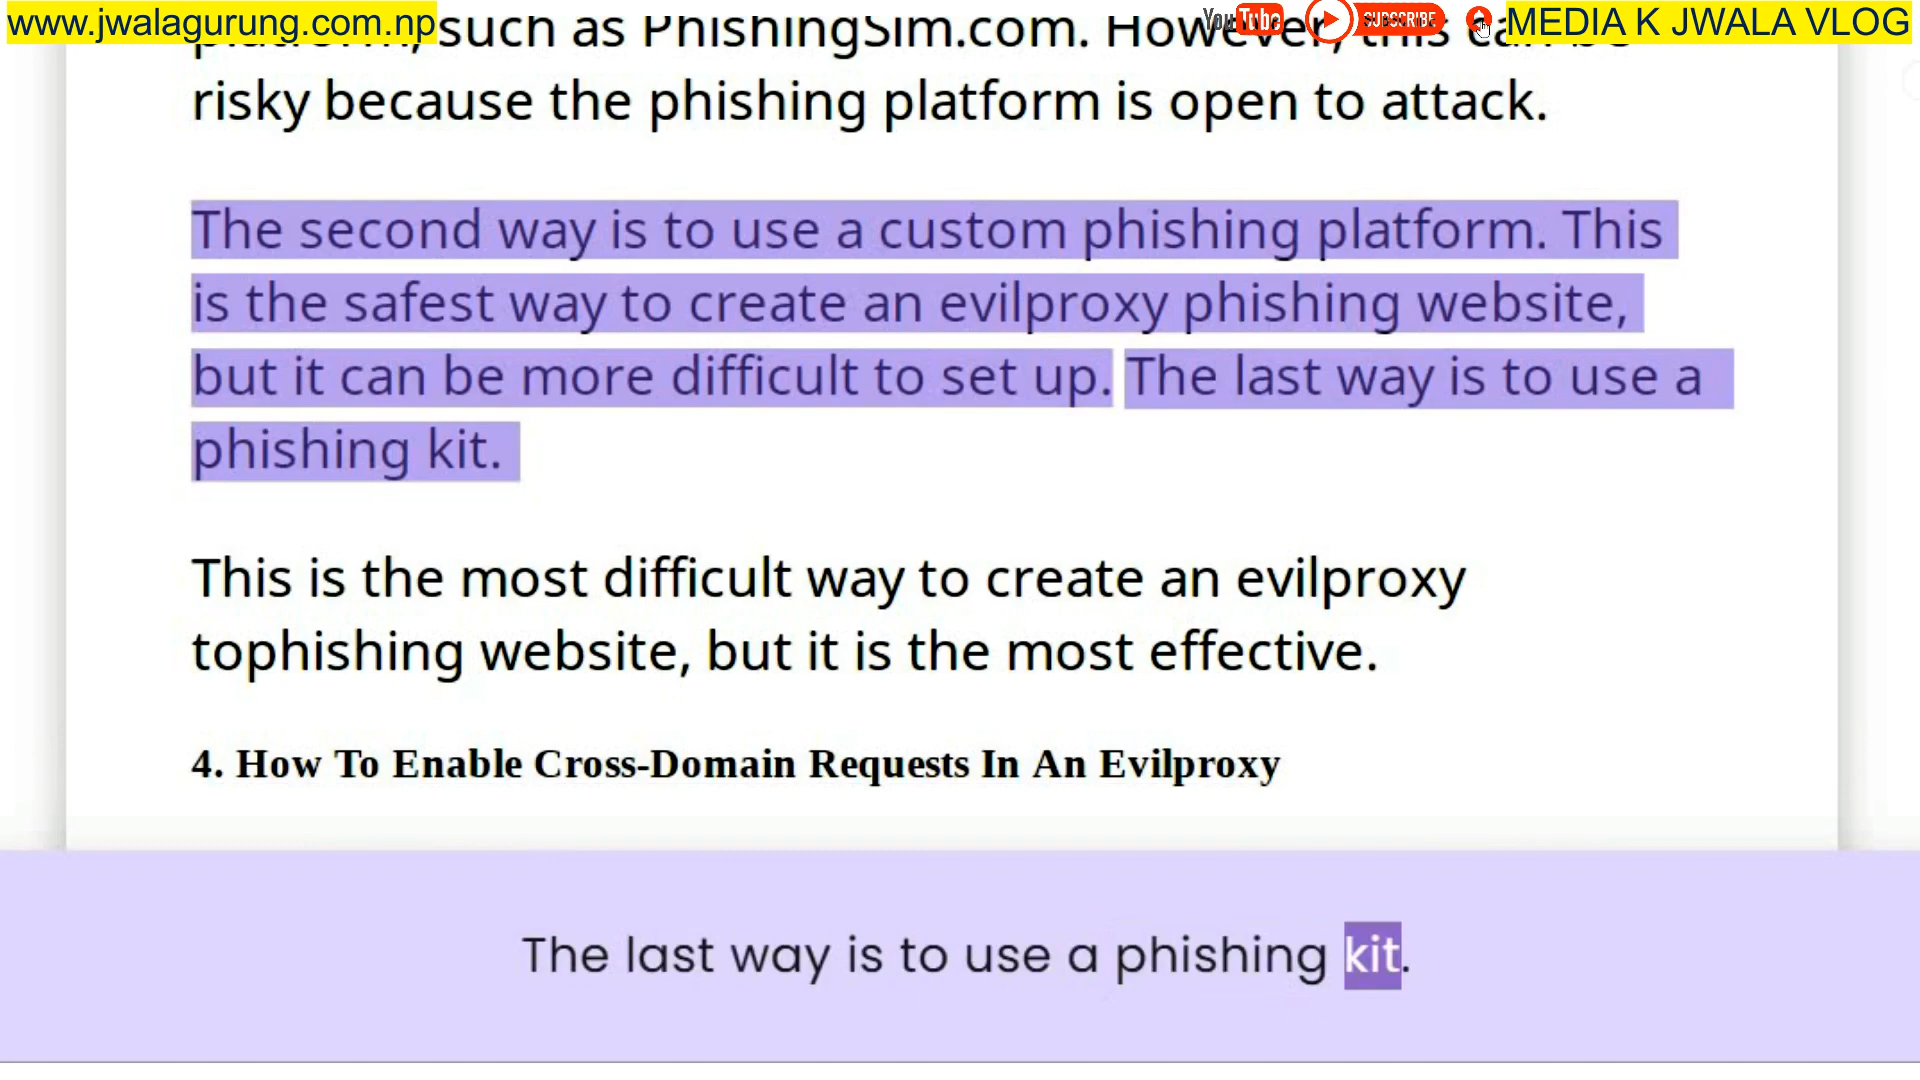 www.jwalagurung.com.np
YouTube SUBSCRIBE MEDIA K JWALA VLOG
platform, such as PhishingSim.com. However, this can be
risky because the phishing platform is open to attack.
The second way is to use a custom phishing platform. This
is the safest way to create an evilproxy phishing website,
but it can be more difficult to set up. The last way is to use a
phishing kit.
This is the most difficult way to create an evilproxy
tophishing website, but it is the most effective.
4. How To Enable Cross-Domain Requests In An Evilproxy
The last way is to use a phishing kit.